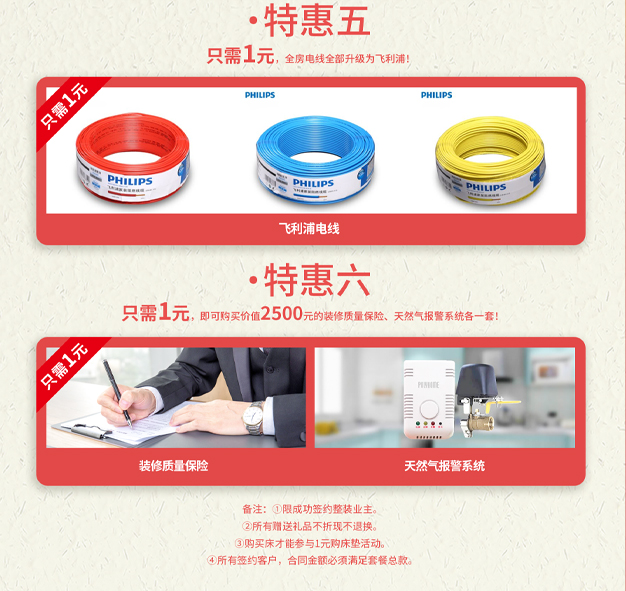 ·特惠五
只需1元，全房电线全部升级为飞利浦！
只需1元
PHILIPS
PHILIPS
PHILIPS
PHILIPS
PHILIPS
飞利浦电线
·特惠六
只需1元，即可购买价值2500元的装修质量保险、天然气报警系统各一套！
只需1元
装修质量保险
天然气报警系统
备注：①限成功签约整装业主。
②所有赠送礼品不折现不退换。
③购买床才能参与1元购床垫活动。
④所有签约客户，合同金额必须满足套餐总款。